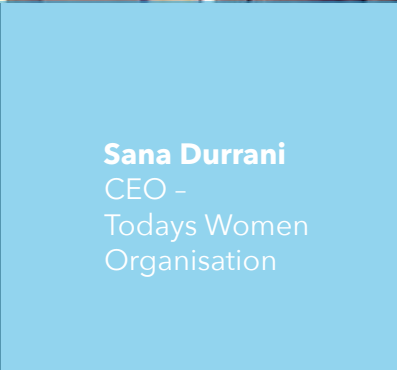 Sana Durrani
CEO –
Todays Women
Organisation